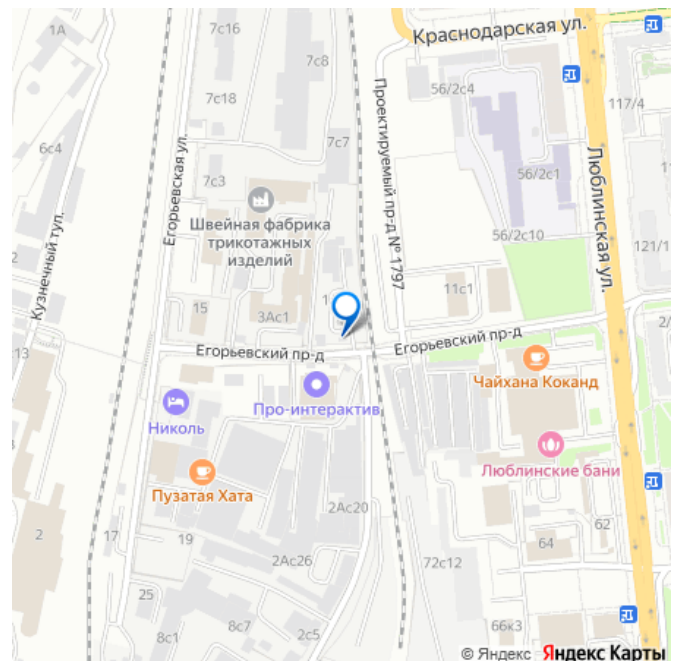 1А
7с16
7с8
Краснодарская ул.
7с18
56/2с4
117/4
6с4
7с7
Проектируемый пр-д № 1797
Люблинская ул.
Егорьевская ул.
7с3
56/2с1
Швейная фабрика
трикотажных
изделий
Кузнечный туп.
56/2с10
121/1
2
11с1
15
3Ас1
13
Егорьевский пр-д
Егорьевский пр-д
2/
Чайхана Коканд
Про-интерактив
Николь
Люблинские бани
Пузатая Хата
2Ас20
62
17
19
2
64
2Ас26
72с12
25
8с1
8с7
2с5
66к3
© Яндекс Яндекс Карты